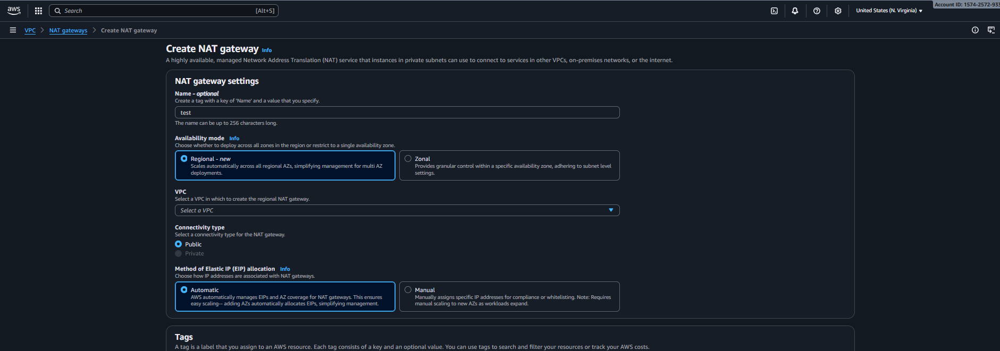 aws
Search [Alt+S]
United States (N. Virginia)
Account ID: 1574-2572-933
VPC > NAT gateways > Create NAT gateway
Create NAT gateway Info
A highly available, managed Network Address Translation (NAT) service that instances in private subnets can use to connect to services in other VPCs, on-premises networks, or the internet.
NAT gateway settings
Name - optional
Create a tag with a key of 'Name' and a value that you specify.
test
The name can be up to 256 characters long.
Availability mode Info
Choose whether to deploy across all zones in the region or restrict to a single availability zone.
Regional - new
Scales automatically across all regional AZs, simplifying management for multi AZ
deployments.
Zonal
Provides granular control within a specific availability zone, adhering to subnet level
settings.
VPC
Select a VPC in which to create the regional NAT gateway.
Select a VPC
Connectivity type
Select a connectivity type for the NAT gateway.
Public
Private
Method of Elastic IP (EIP) allocation Info
Choose how IP addresses are associated with NAT gateways.
Automatic
AWS automatically manages EIPs and AZ coverage for NAT gateways. This ensures
easy scaling-- adding AZs automatically allocates EIPs, simplifying management.
Manual
Manually assigns specific IP addresses for compliance or whitelisting. Note: Requires
manual scaling to new AZs as workloads expand.
Tags
A tag is a label that you assign to an AWS resource. Each tag consists of a key and an optional value. You can use tags to search and filter your resources or track your AWS costs.